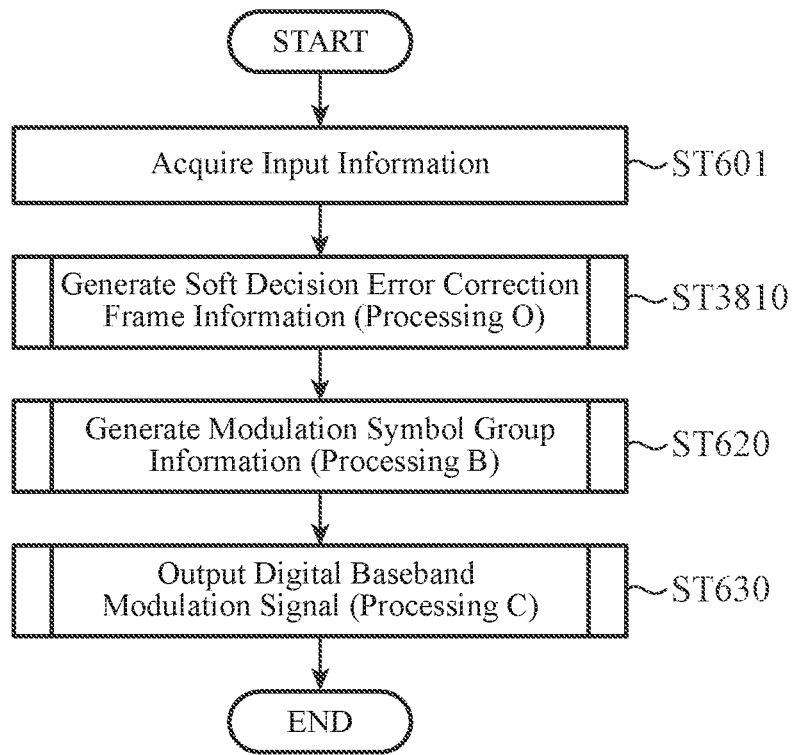 START
Acquire Input Information
ST601
Generate Soft Decision Error Correction
Frame Information (Processing O)
ST3810
Generate Modulation Symbol Group
Information (Processing B)
ST620
Output Digital Baseband
Modulation Signal (Processing C)
ST630
END